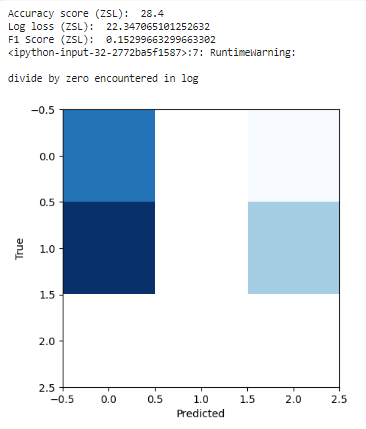 Accuracy score (ZSL):  28.4
Log loss (ZSL):  22.347065101252632
F1 Score (ZSL):  0.15299663299663302
<ipython-input-32-2772ba5f1587>:7: RuntimeWarning:
divide by zero encountered in log
−0.5
0.0
0.5
1.0
1.5
2.0
2.5
True
−0.5 0.0 0.5 1.0 1.5 2.0 2.5
Predicted